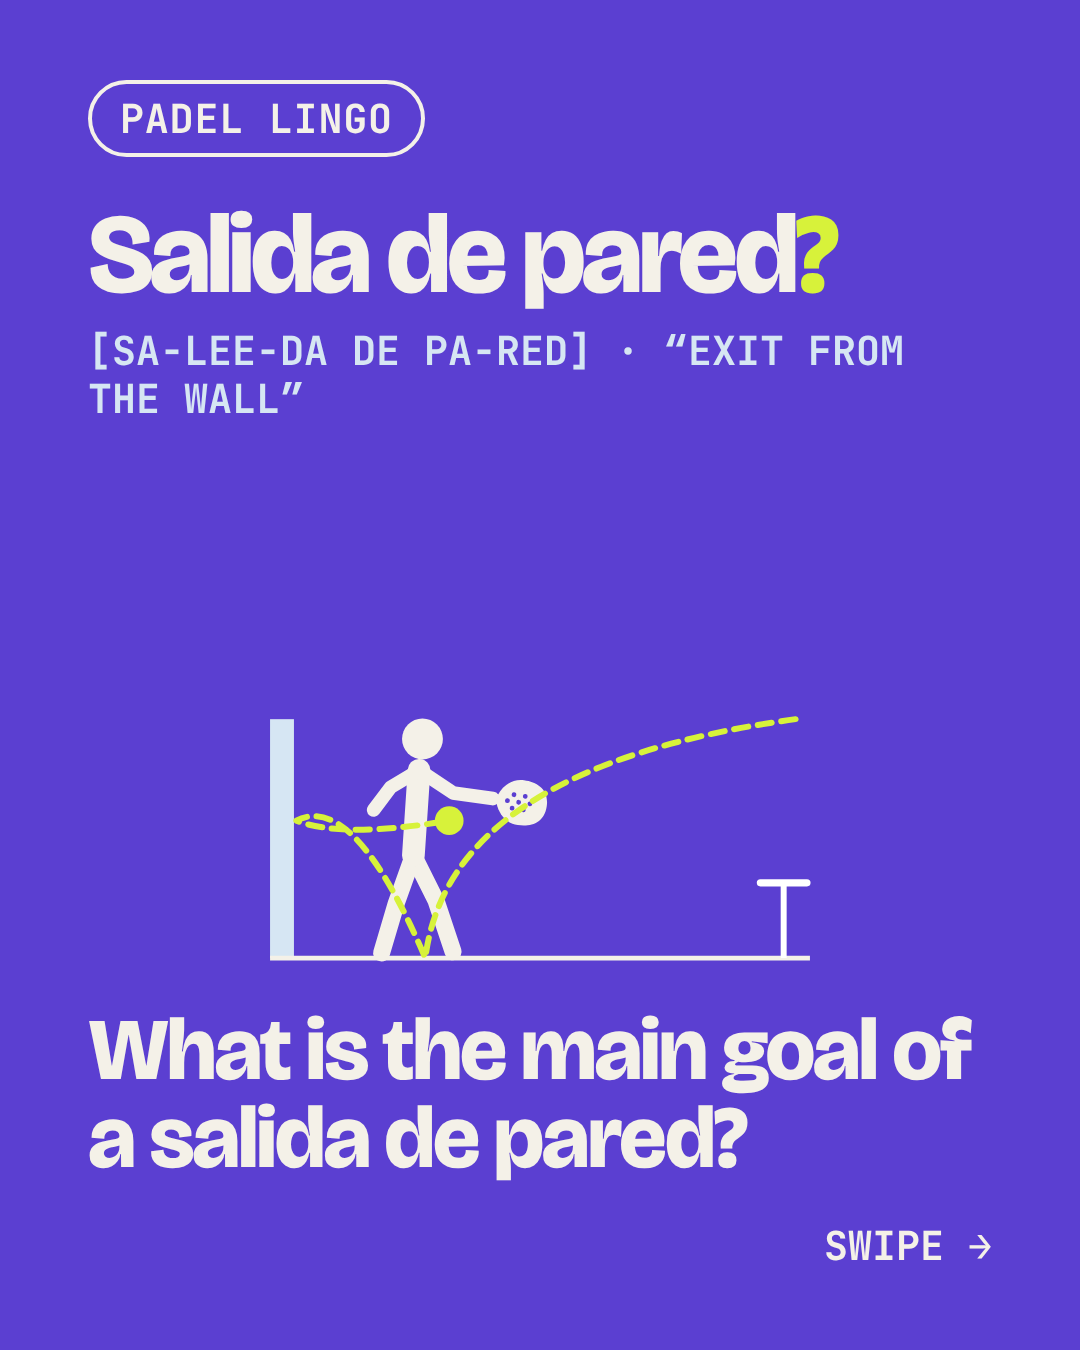 PADEL LINGO
Salida de pared?
[SA-LEE-DA DE PA-RED] · “EXIT FROM
THE WALL”
What is the main goal of
a salida de pared?
SWIPE →